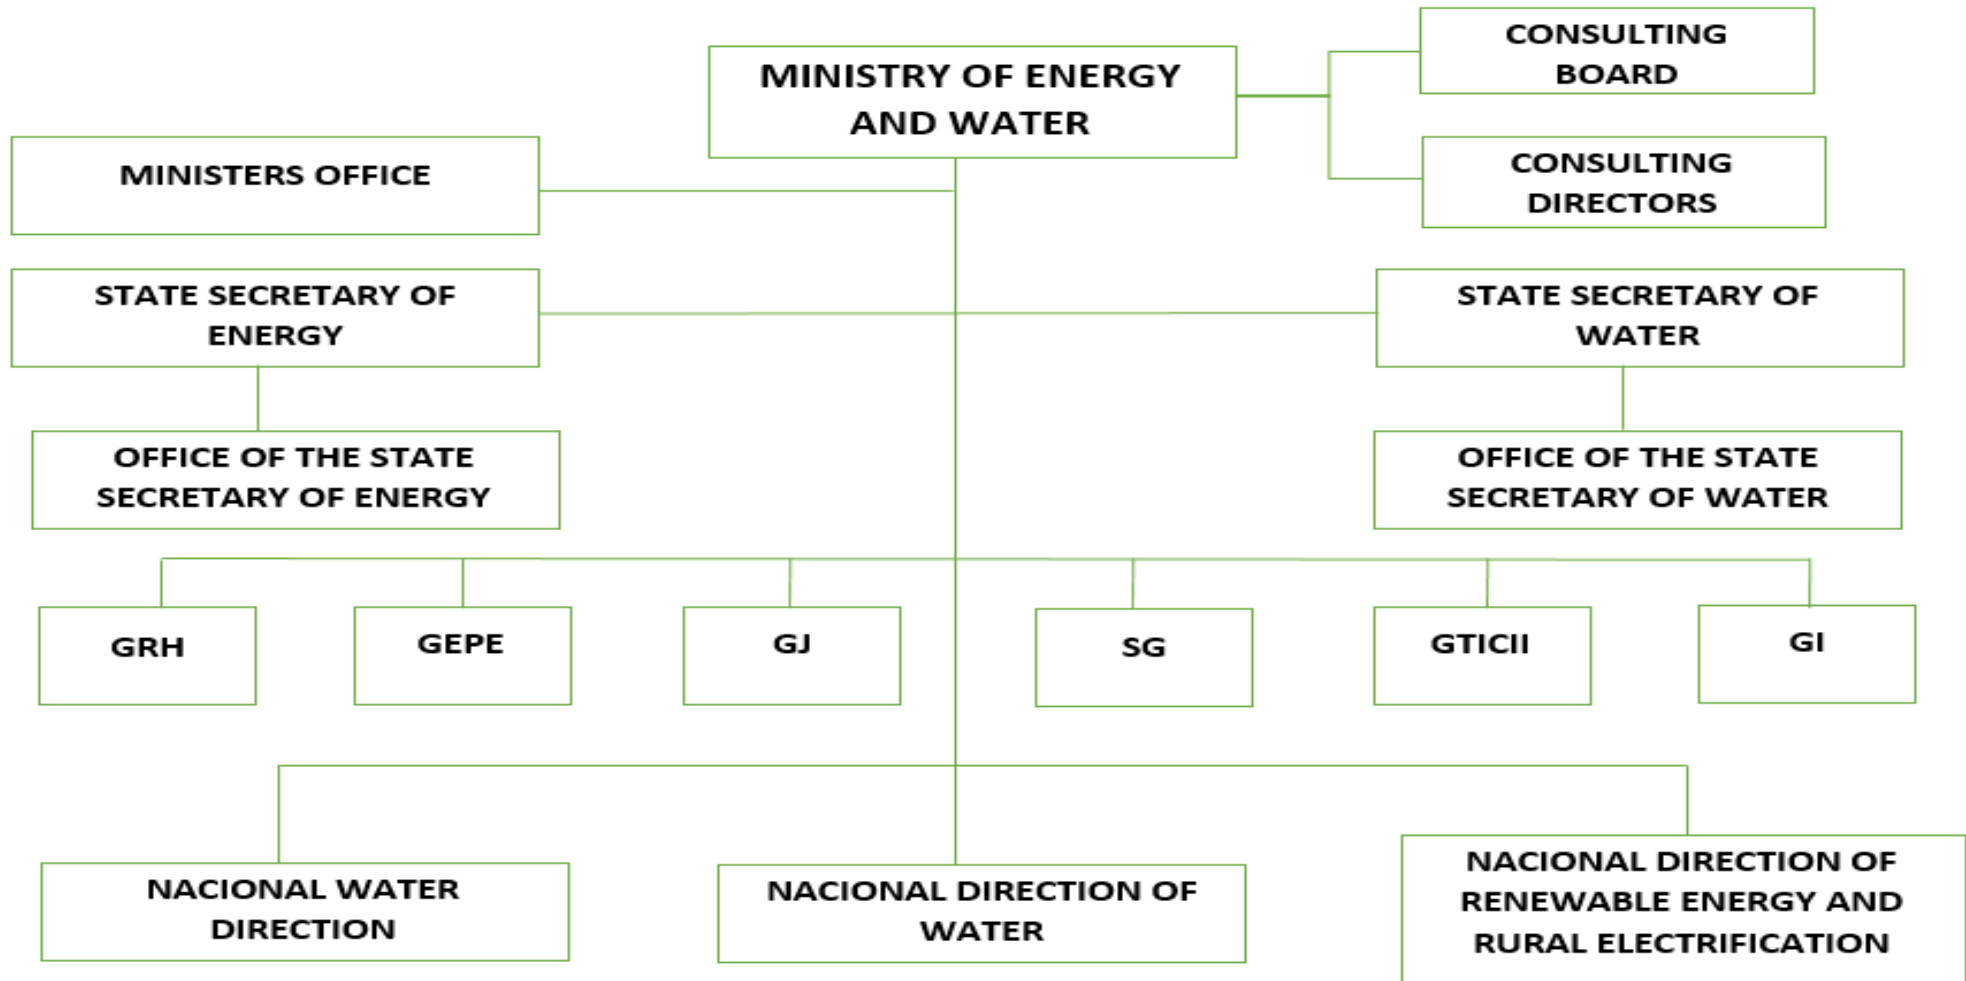 MINISTRY OF ENERGY
AND WATER
CONSULTING
BOARD
CONSULTING
DIRECTORS
MINISTERS OFFICE
STATE SECRETARY OF
ENERGY
STATE SECRETARY OF
WATER
OFFICE OF THE STATE
SECRETARY OF ENERGY
OFFICE OF THE STATE
SECRETARY OF WATER
GRH
GEPE
GJ
SG
GTICII
GI
NACIONAL WATER
DIRECTION
NACIONAL DIRECTION OF
WATER
NACIONAL DIRECTION OF
RENEWABLE ENERGY AND
RURAL ELECTRIFICATION